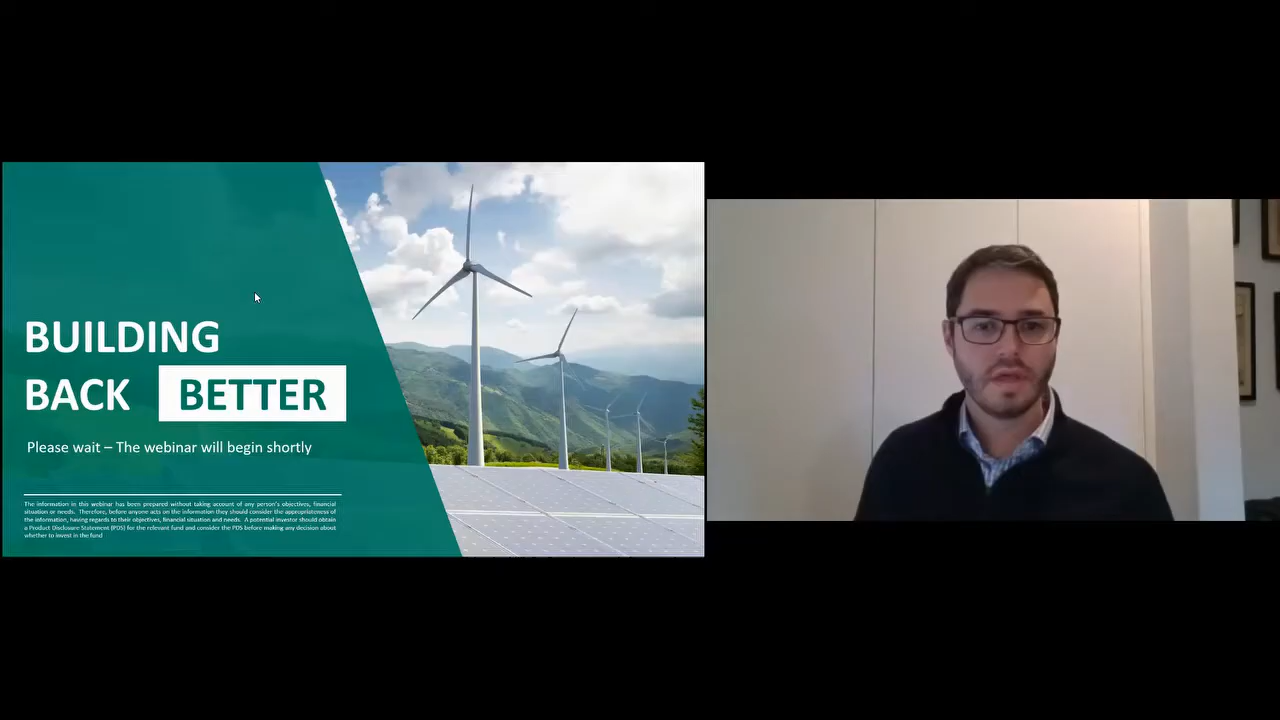 BUILDING
BACK BETTER
Please wait – The webinar will begin shortly
The information in this webinar has been prepared without taking account of any person's objectives, financial
situation or needs. Therefore, before anyone acts on the information they should consider the appropriateness of
the information, having regards to their objectives, financial situation and needs. A potential investor should obtain
a Product Disclosure Statement (PDS) for the relevant fund and consider the PDS before making any decision about
whether to invest in the fund